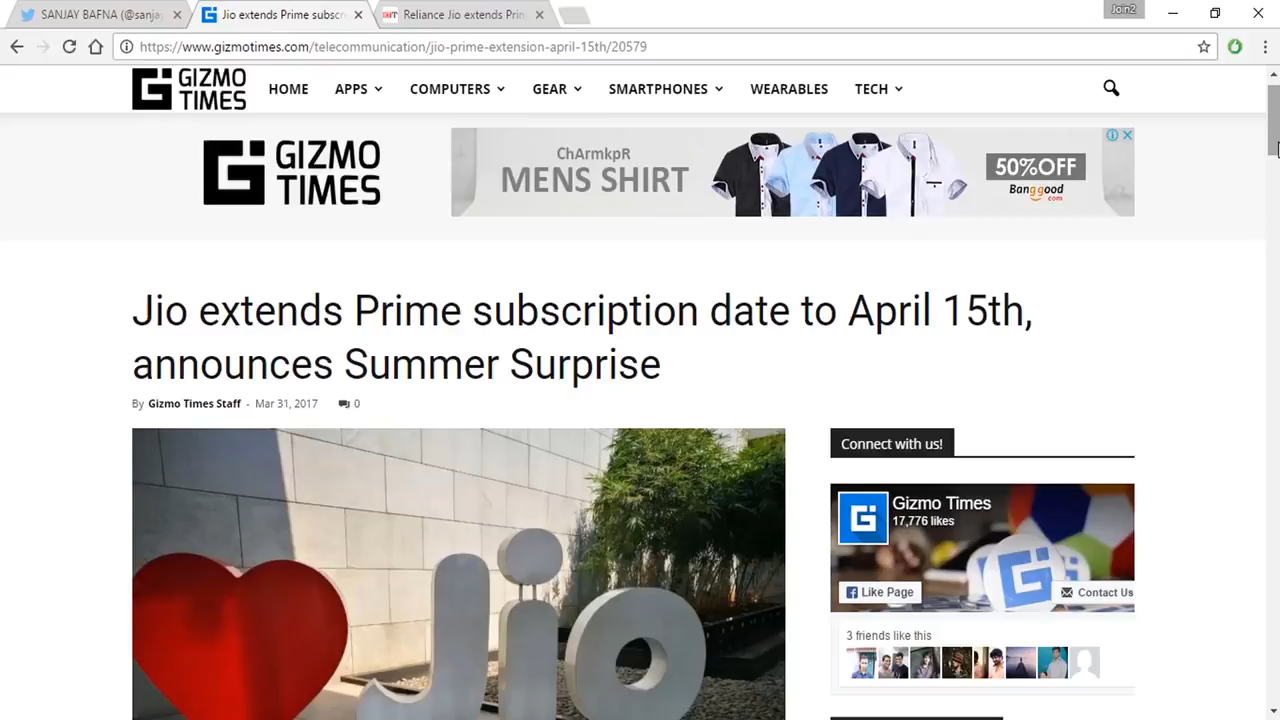 SANJAY BAFNA (@sanja
Jio extends Prime subscr
Reliance Jio extends Prim
Join2
https://www.gizmotimes.com/telecommunication/jio-prime-extension-april-15th/20579
GIZMO TIMES
HOME
APPS
COMPUTERS
GEAR
SMARTPHONES
WEARABLES
TECH
GIZMO
TIMES
ChArmkpR
MENS SHIRT
50%OFF
Banggood
.com
Jio extends Prime subscription date to April 15th,
announces Summer Surprise
By Gizmo Times Staff - Mar 31, 2017 0
Connect with us!
Gizmo Times
17,776 likes
Like Page
Contact Us
3 friends like this
Jio